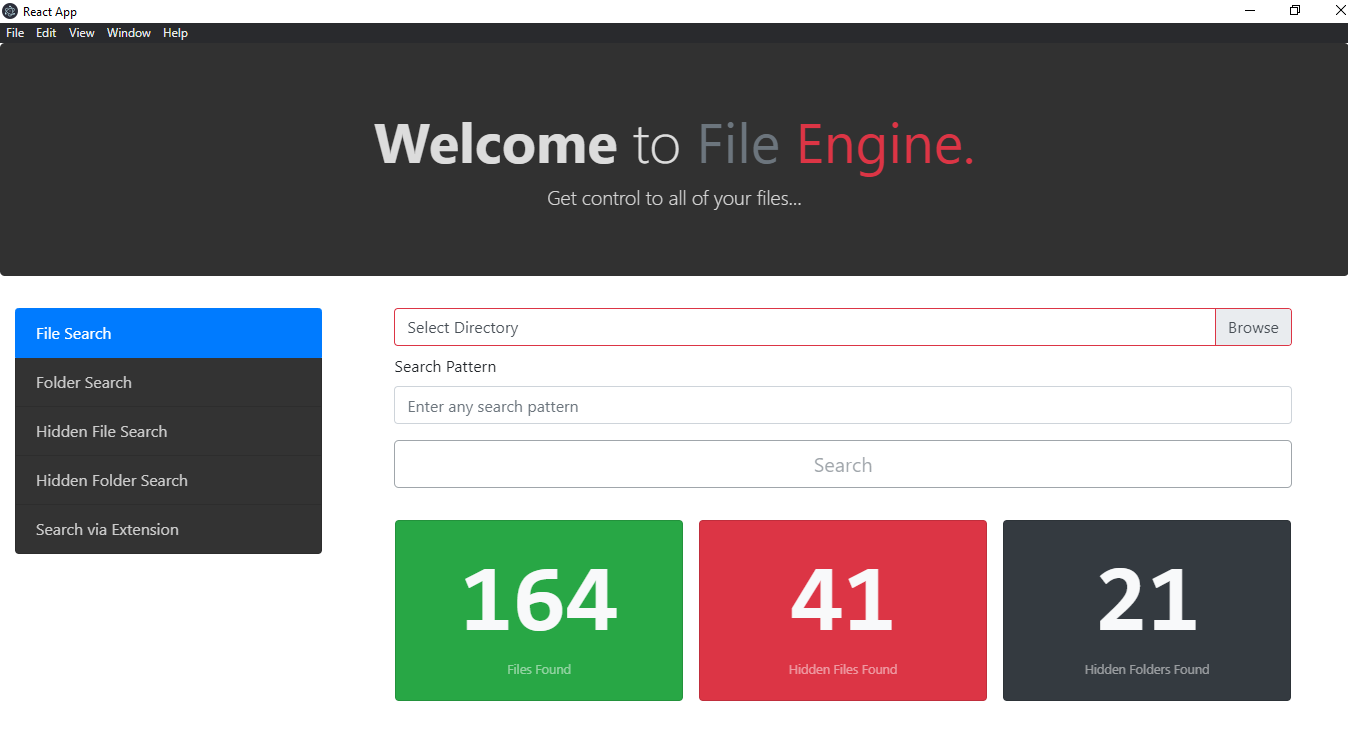 React App
File Edit View Window Help
Welcome to File Engine.
Get control to all of your files...
File Search
Folder Search
Hidden File Search
Hidden Folder Search
Search via Extension
Select Directory Browse
Search Pattern
Enter any search pattern
Search
164 41 21
Files Found Hidden Files Found Hidden Folders Found